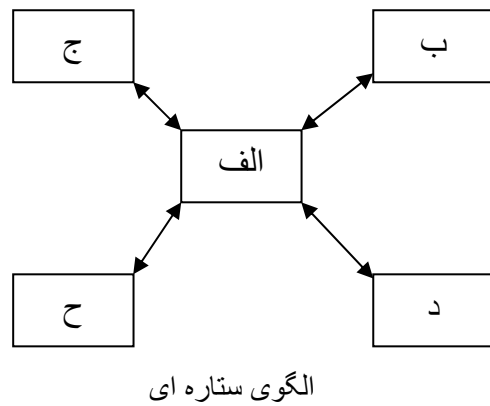 ب
ج
الف
د
ح
الگوی ستاره ای